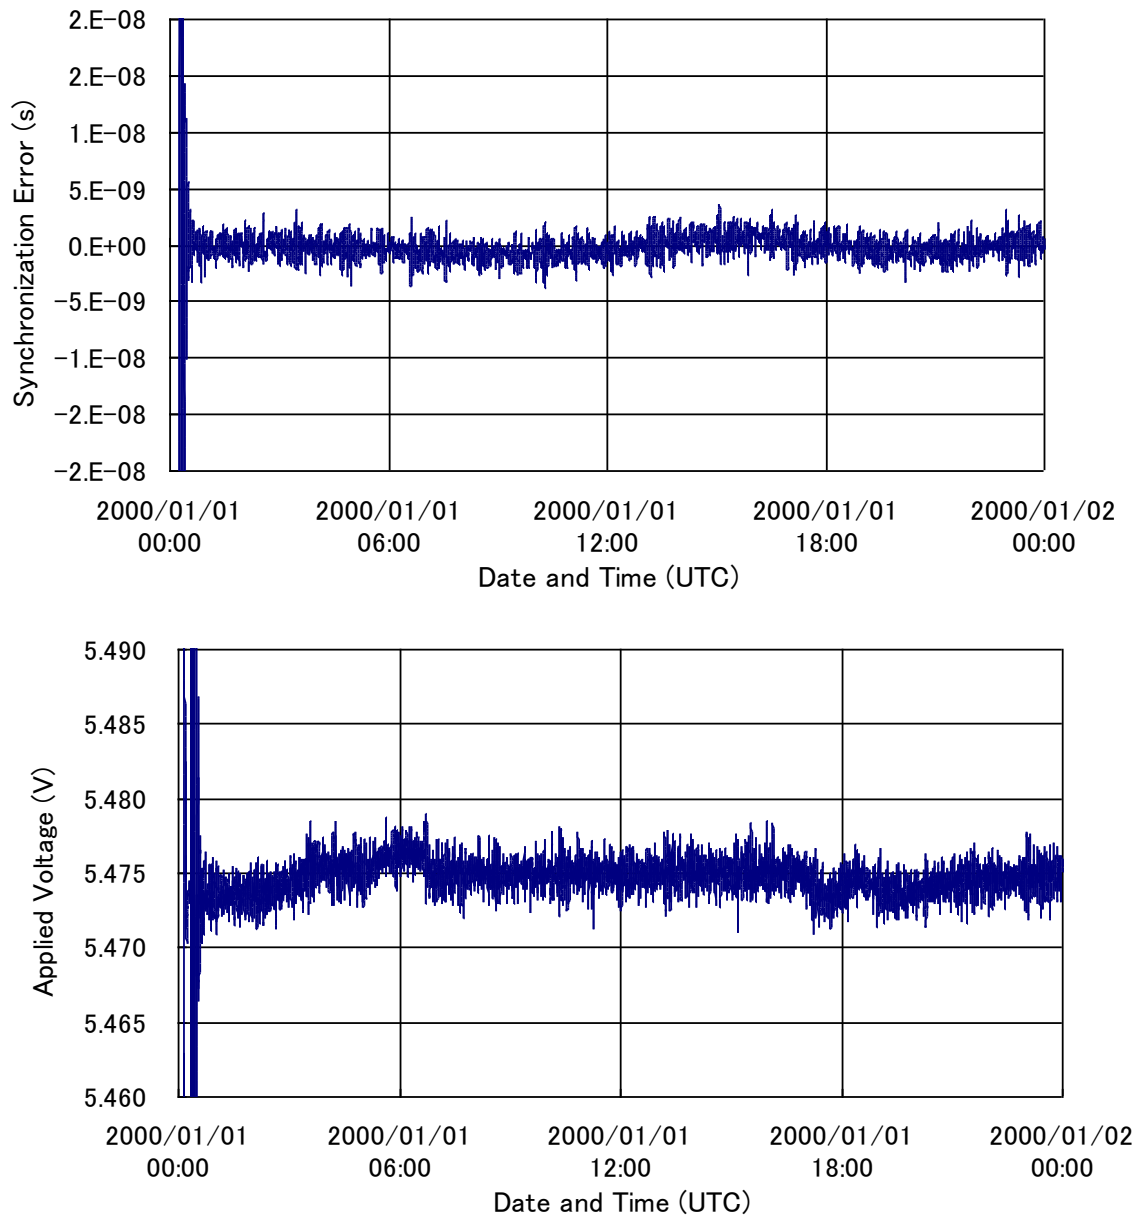 2.E-08
2.E-08
1.E-08
5.E-09
0.E+00
-5.E-09
-1.E-08
-2.E-08
-2.E-08
Synchronization Error (s)
2000/01/01 2000/01/01 2000/01/01 2000/01/01 2000/01/02
00:00 06:00 12:00 18:00 00:00
Date and Time (UTC)
5.490
5.485
5.480
5.475
5.470
5.465
5.460
Applied Voltage (V)
2000/01/01 2000/01/01 2000/01/01 2000/01/01 2000/01/02
00:00 06:00 12:00 18:00 00:00
Date and Time (UTC)